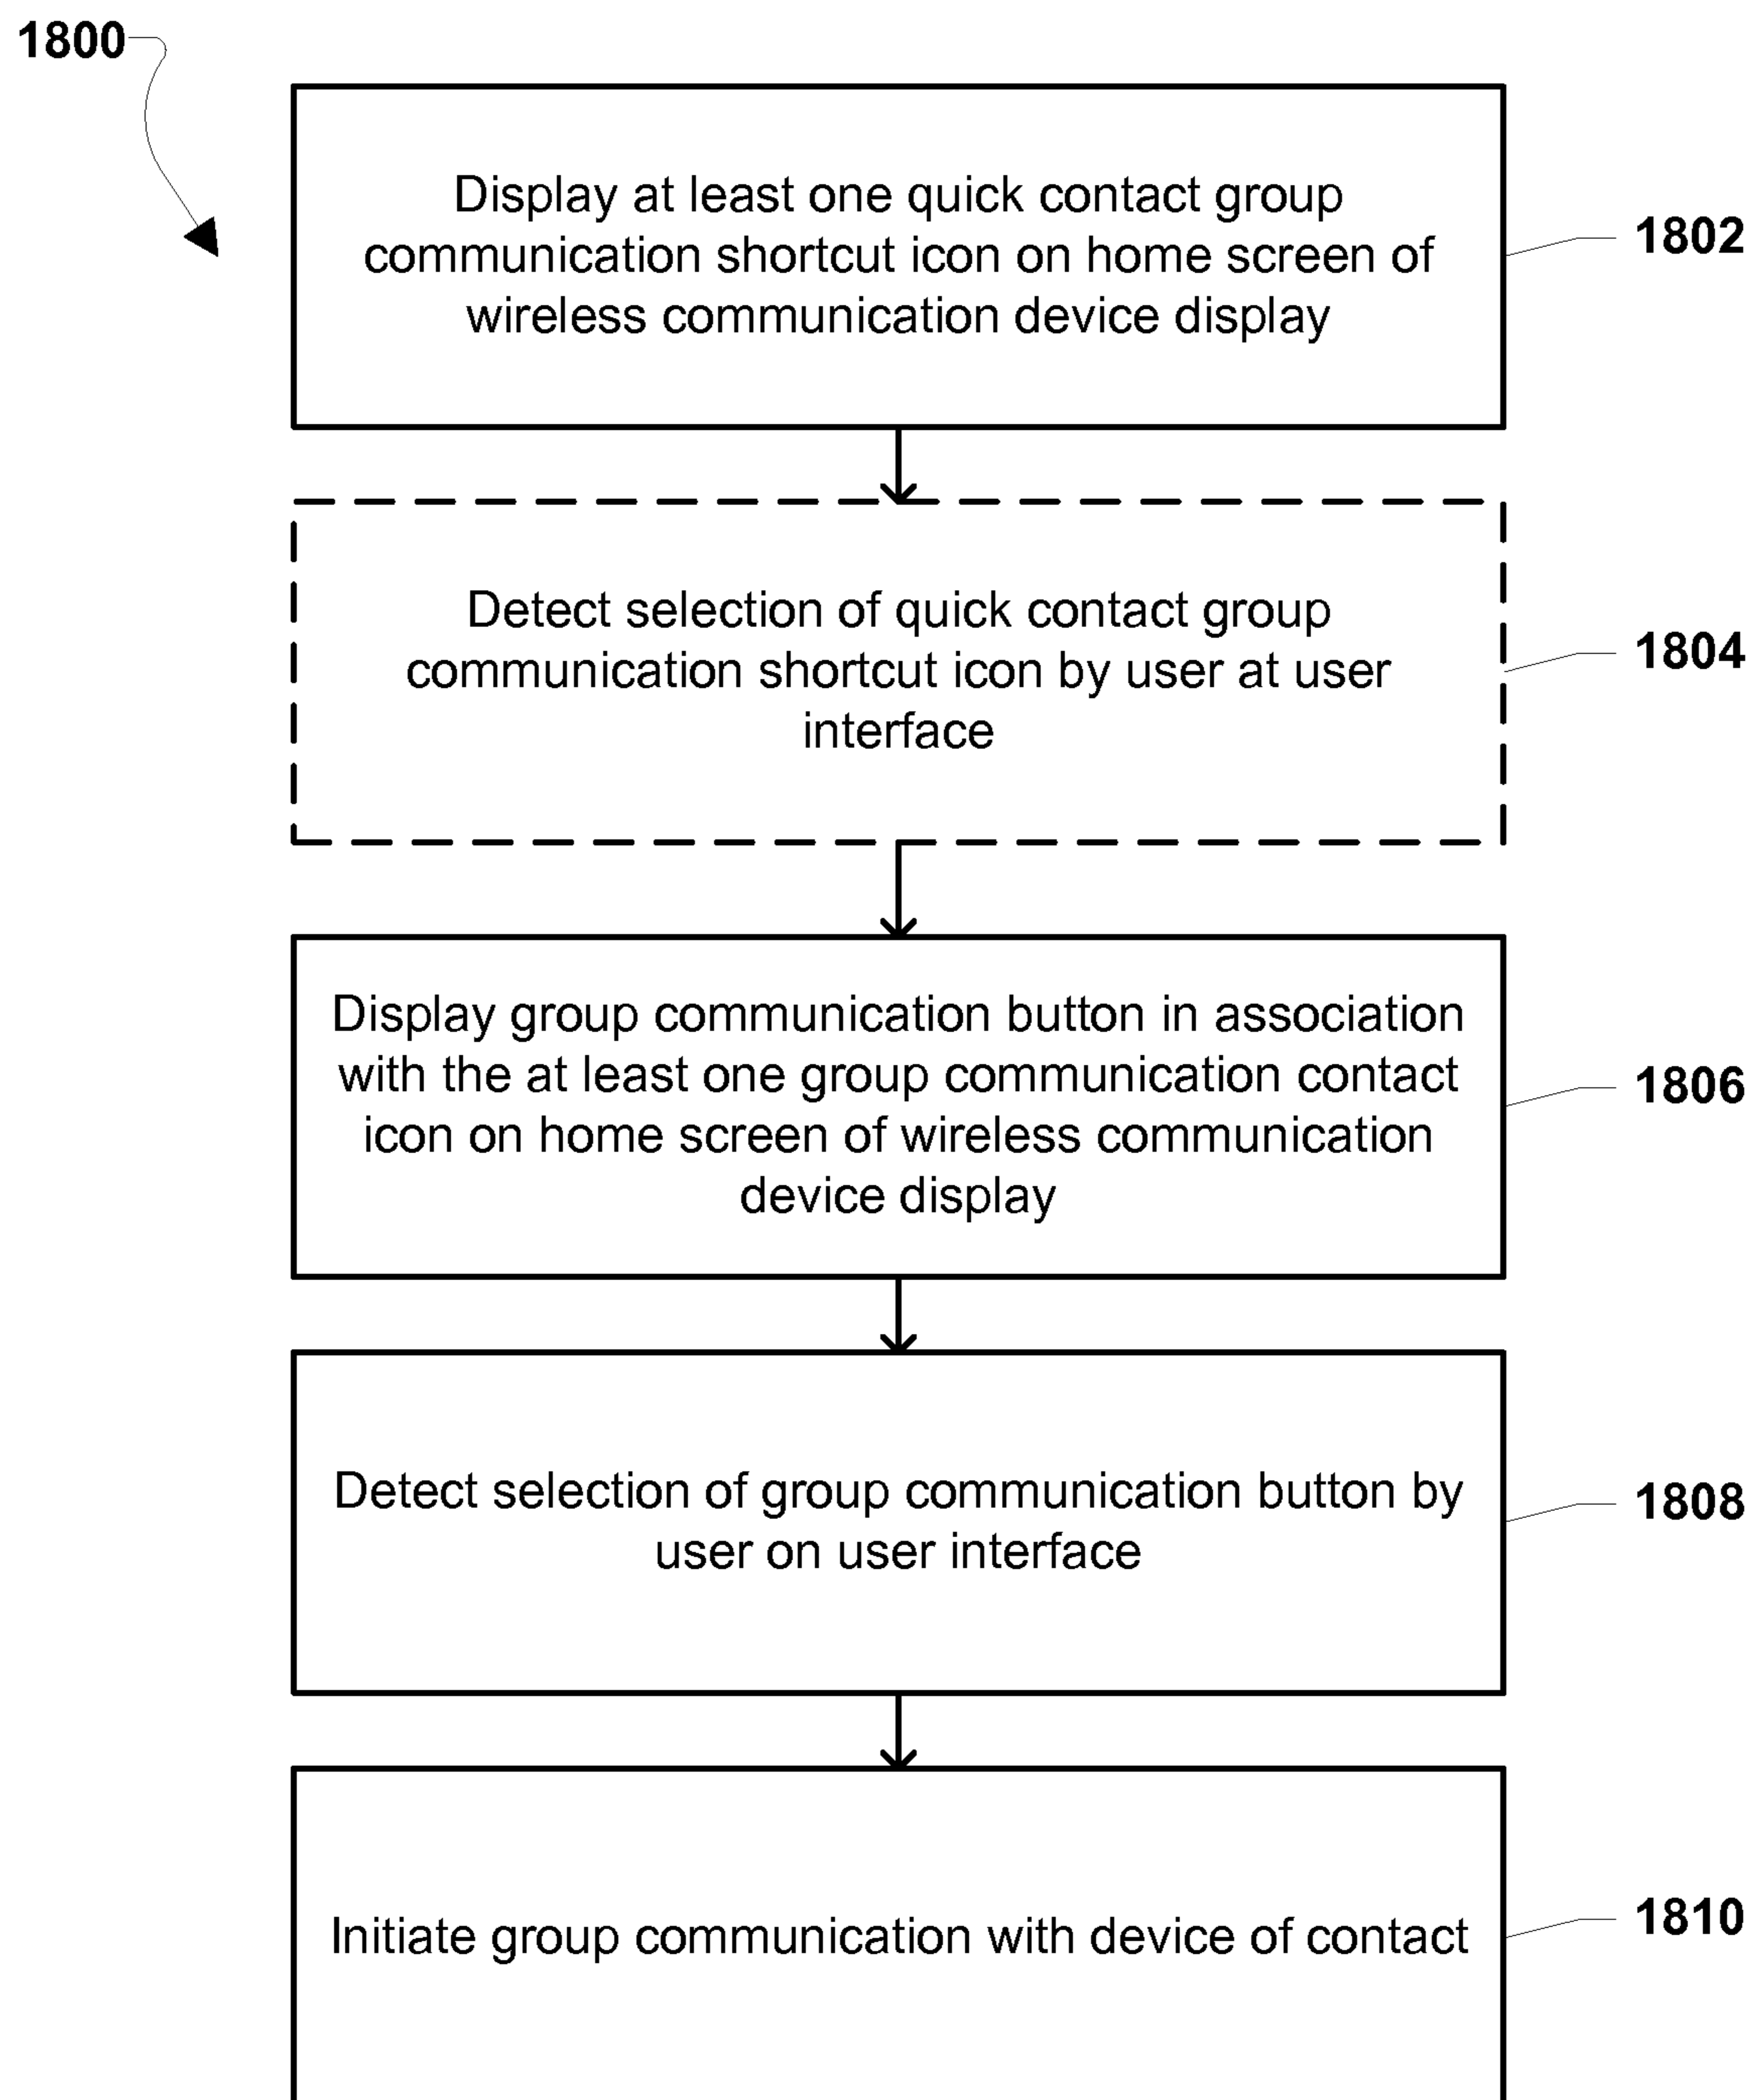 1800
Display at least one quick contact group
communication shortcut icon on home screen of
wireless communication device display
1802
Detect selection of quick contact group
communication shortcut icon by user at user
interface
1804
Display group communication button in association
with the at least one group communication contact
icon on home screen of wireless communication
device display
1806
Detect selection of group communication button by
user on user interface
1808
Initiate group communication with device of contact
1810